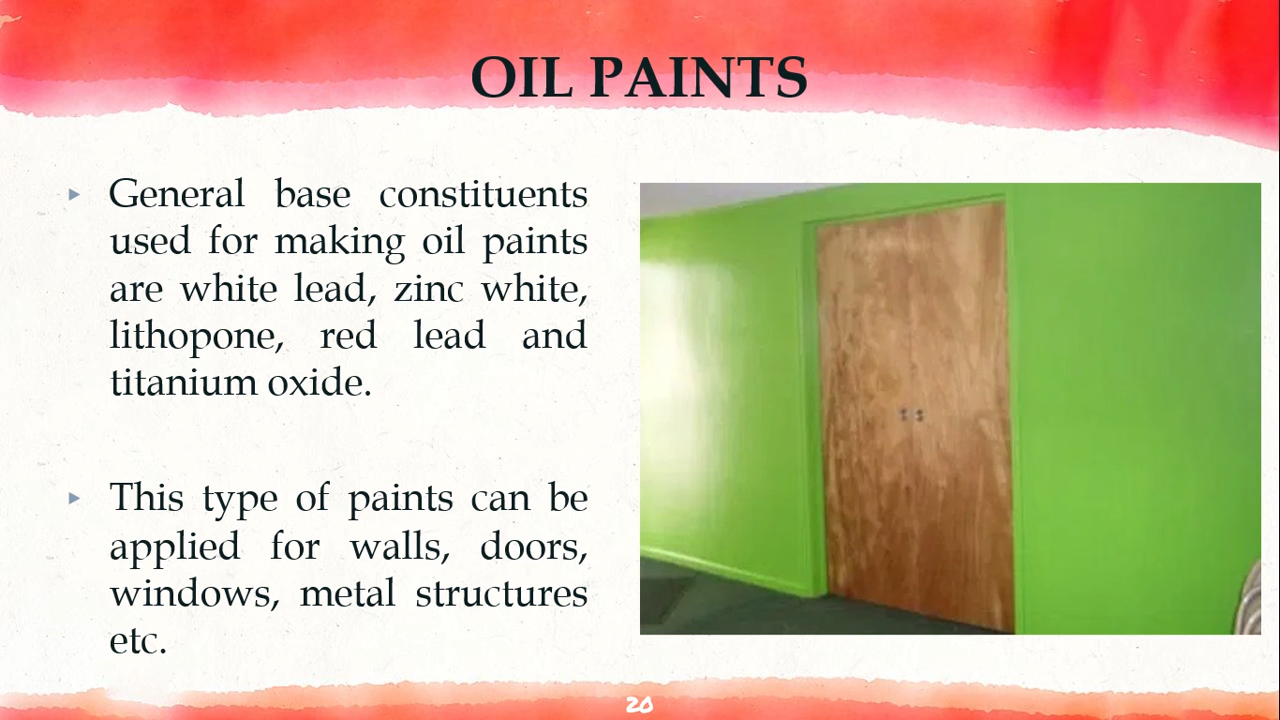 OIL PAINTS
▸ General base constituents
used for making oil paints
are white lead, zinc white,
lithopone, red lead and
titanium oxide.
▸ This type of paints can be
applied for walls, doors,
windows, metal structures
etc.
20